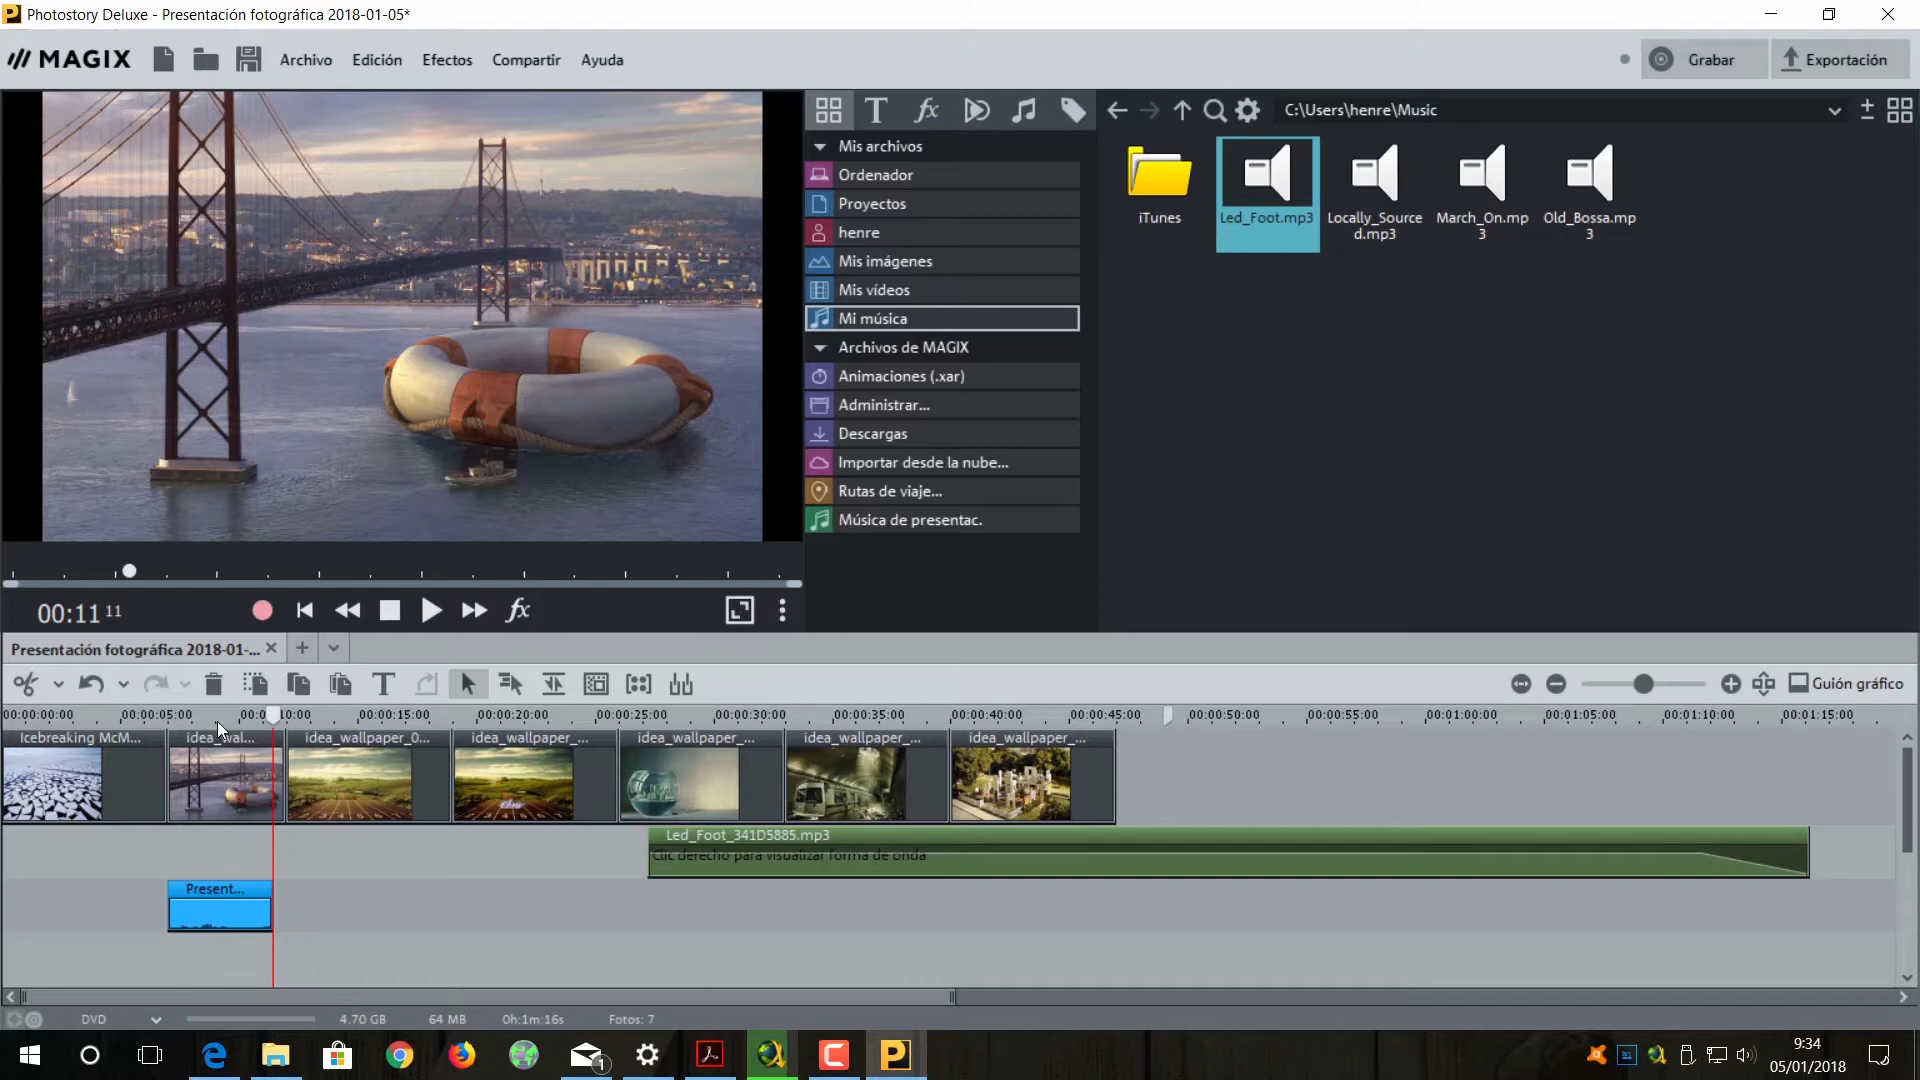 Photostory Deluxe - Presentación fotográfica 2018-01-05*
MAGIX
Archivo
Edición
Efectos
Compartir
Ayuda
Grabar
Exportación
C:\Users\henre\Music
Mis archivos
Ordenador
Proyectos
henre
Mis imágenes
Mis vídeos
Mi música
Archivos de MAGIX
Animaciones (.xar)
Administrar...
Descargas
Importar desde la nube...
Rutas de viaje...
Música de presentac.
iTunes
Led_Foot.mp3
Locally_Source
d.mp3
March_On.mp
3
Old_Bossa.mp
3
00:11 11
Presentación fotográfica 2018-01-...
Guión gráfico
00:00:00:00
00:00:05:00
00:00:15:00
00:00:20:00
00:00:25:00
00:00:30:00
00:00:35:00
00:00:40:00
00:00:45:00
00:00:50:00
00:00:55:00
00:01:00:00
00:01:05:00
00:01:10:00
00:01:15:00
Icebreaking McM...
idea_wallpaper_0...
idea_wallpaper_...
idea_wallpaper_...
idea_wallpaper_...
idea_wallpaper_...
Led_Foot_341D5885.mp3
Clic derecho para visualizar forma de onda
Present...
DVD
4.70 GB
64 MB
0h:1m:16s
Fotos: 7
1
9:34
05/01/2018